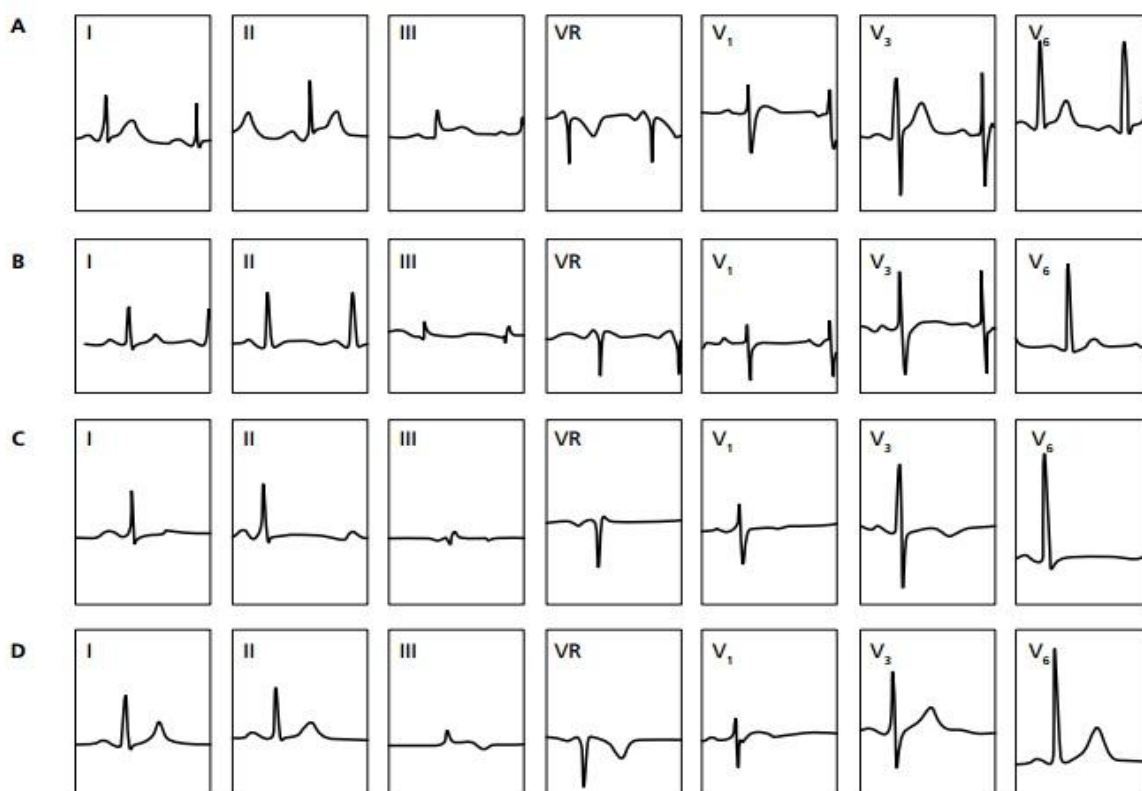 A I II III VR V₁ V₃ V₆
B I II III VR V₁ V₃ V₆
C I II III VR V₁ V₃ V₆
D I II III VR V₁ V₃ V₆